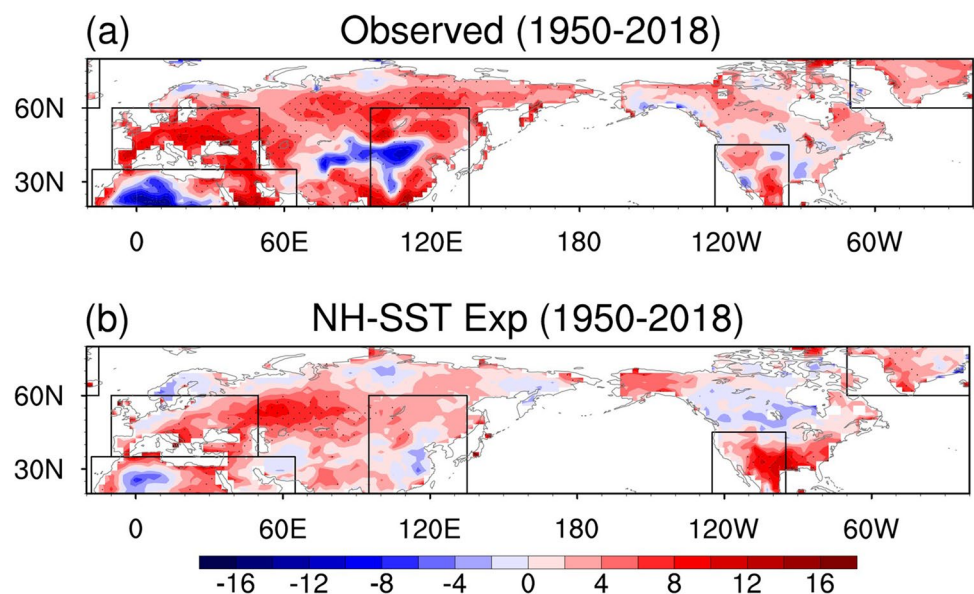 (a) Observed (1950-2018)
60N
30N
0 60E 120E 180 120W 60W
(b) NH-SST Exp (1950-2018)
60N
30N
0 60E 120E 180 120W 60W
-16 -12 -8 -4 0 4 8 12 16